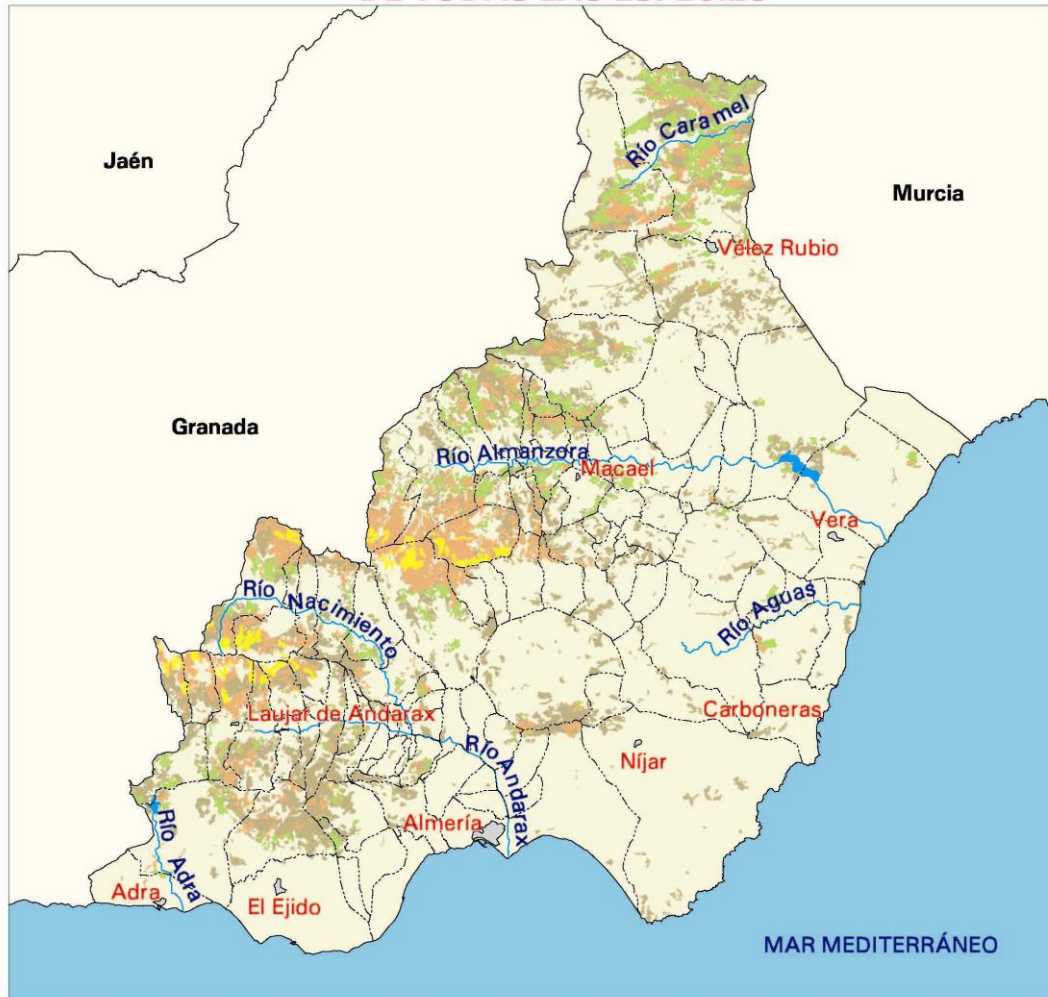 Jaén
Río Caramel
Murcia
Vélez Rubio
Granada
Río Almanzora
Macael
Vera
Río Nacimiento
Río Aguas
Laujar de Andarax
Carboneras
Río Andarax
Níjar
Río Adra
Almería
Adra
El Ejido
MAR MEDITERRÁNEO